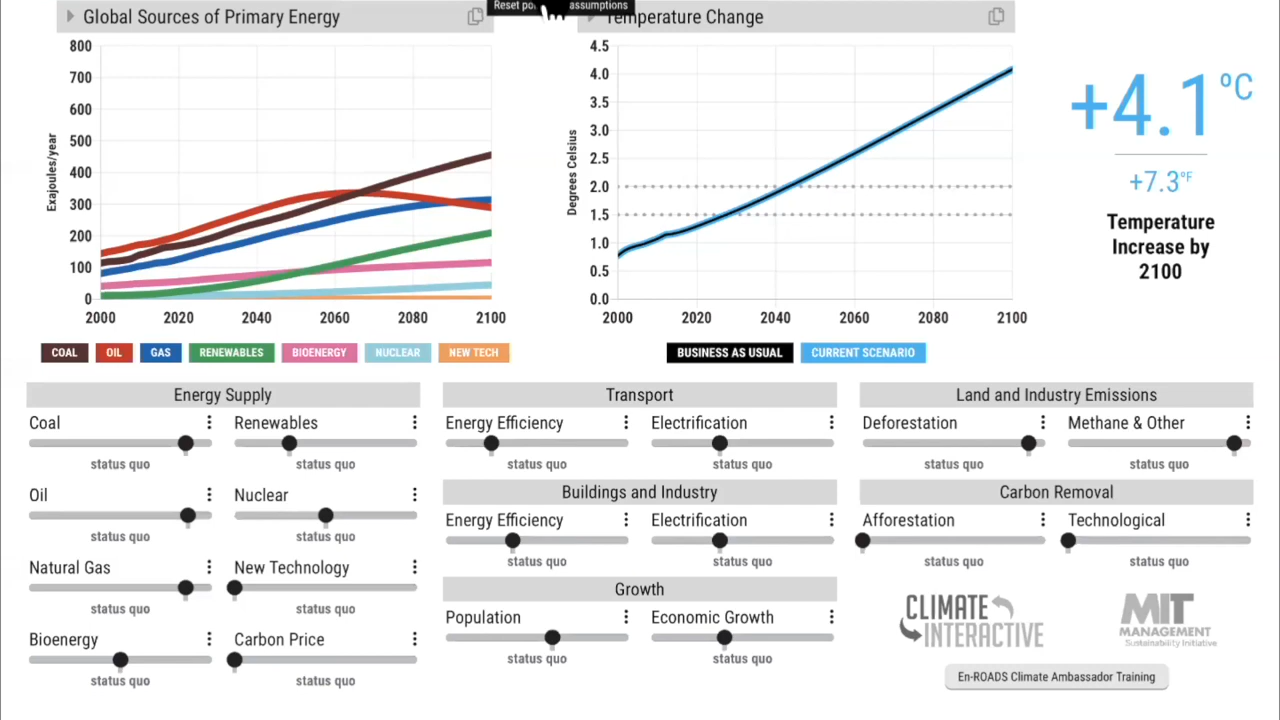 Reset po assumptions
Global Sources of Primary Energy
Temperature Change
800
700
600
500
400
300
200
100
0
Exajoules/year
2000 2020 2040 2060 2080 2100
COAL OIL GAS RENEWABLES BIOENERGY NUCLEAR NEW TECH
4.5
4.0
3.5
3.0
2.5
2.0
1.5
1.0
0.5
0.0
Degrees Celsius
2000 2020 2040 2060 2080 2100
BUSINESS AS USUAL CURRENT SCENARIO
+4.1 ºC
+7.3ºF
Temperature
Increase by
2100
Energy Supply
Coal Renewables
status quo status quo
Oil Nuclear
status quo status quo
Natural Gas New Technology
status quo status quo
Bioenergy Carbon Price
status quo status quo
Transport
Energy Efficiency Electrification
status quo status quo
Buildings and Industry
Energy Efficiency Electrification
status quo status quo
Growth
Population Economic Growth
status quo status quo
Land and Industry Emissions
Deforestation Methane & Other
status quo status quo
Carbon Removal
Afforestation Technological
status quo status quo
CLIMATE
INTERACTIVE
MIT
MANAGEMENT
Sustainability Initiative
En-ROADS Climate Ambassador Training